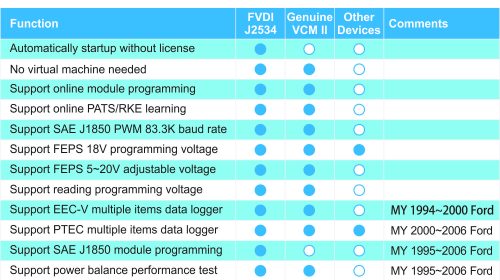 Function FVDI J2534 Genuine VCM II Other Devices Comments
Automatically startup without license
No virtual machine needed
Support online module programming
Support online PATS/RKE learning
Support SAE J1850 PWM 83.3K baud rate
Support FEPS 18V programming voltage
Support FEPS 5~20V adjustable voltage
Support reading programming voltage
Support EEC-V multiple items data logger MY 1994~2000 Ford
Support PTEC multiple items data logger MY 2000~2006 Ford
Support SAE J1850 module programming MY 1995~2006 Ford
Support power balance performance test MY 1995~2006 Ford